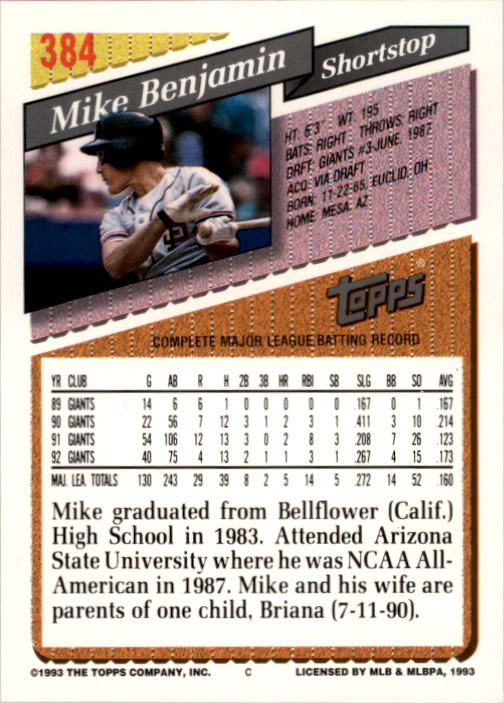 384
Mike Benjamin
Shortstop
HT: 6'3" WT: 195
BATS: RIGHT THROWS: RIGHT
DRFT: GIANTS #3-JUNE, 1987
ACQ: VIA DRAFT
BORN: 11-22-65, EUCLID, OH
HOME: MESA, AZ
Topps®
COMPLETE MAJOR LEAGUE BATTING RECORD
YR CLUB G AB R H 2B 3B HR RBI SB SLG BB SO AVG
89 GIANTS 14 6 6 1 0 0 0 0 0 .167 0 1 .167
90 GIANTS 22 56 7 12 3 1 2 3 1 .411 3 10 .214
91 GIANTS 54 106 12 13 3 0 2 8 3 .208 7 26 .123
92 GIANTS 40 75 4 13 2 1 1 3 1 .267 4 15 .173
MAJ. LEA. TOTALS 130 243 29 39 8 2 5 14 5 .272 14 52 .160
Mike graduated from Bellflower (Calif.)
High School in 1983. Attended Arizona
State University where he was NCAA All-
American in 1987. Mike and his wife are
parents of one child, Briana (7-11-90).
©1993 THE TOPPS COMPANY, INC. C LICENSED BY MLB & MLBPA, 1993